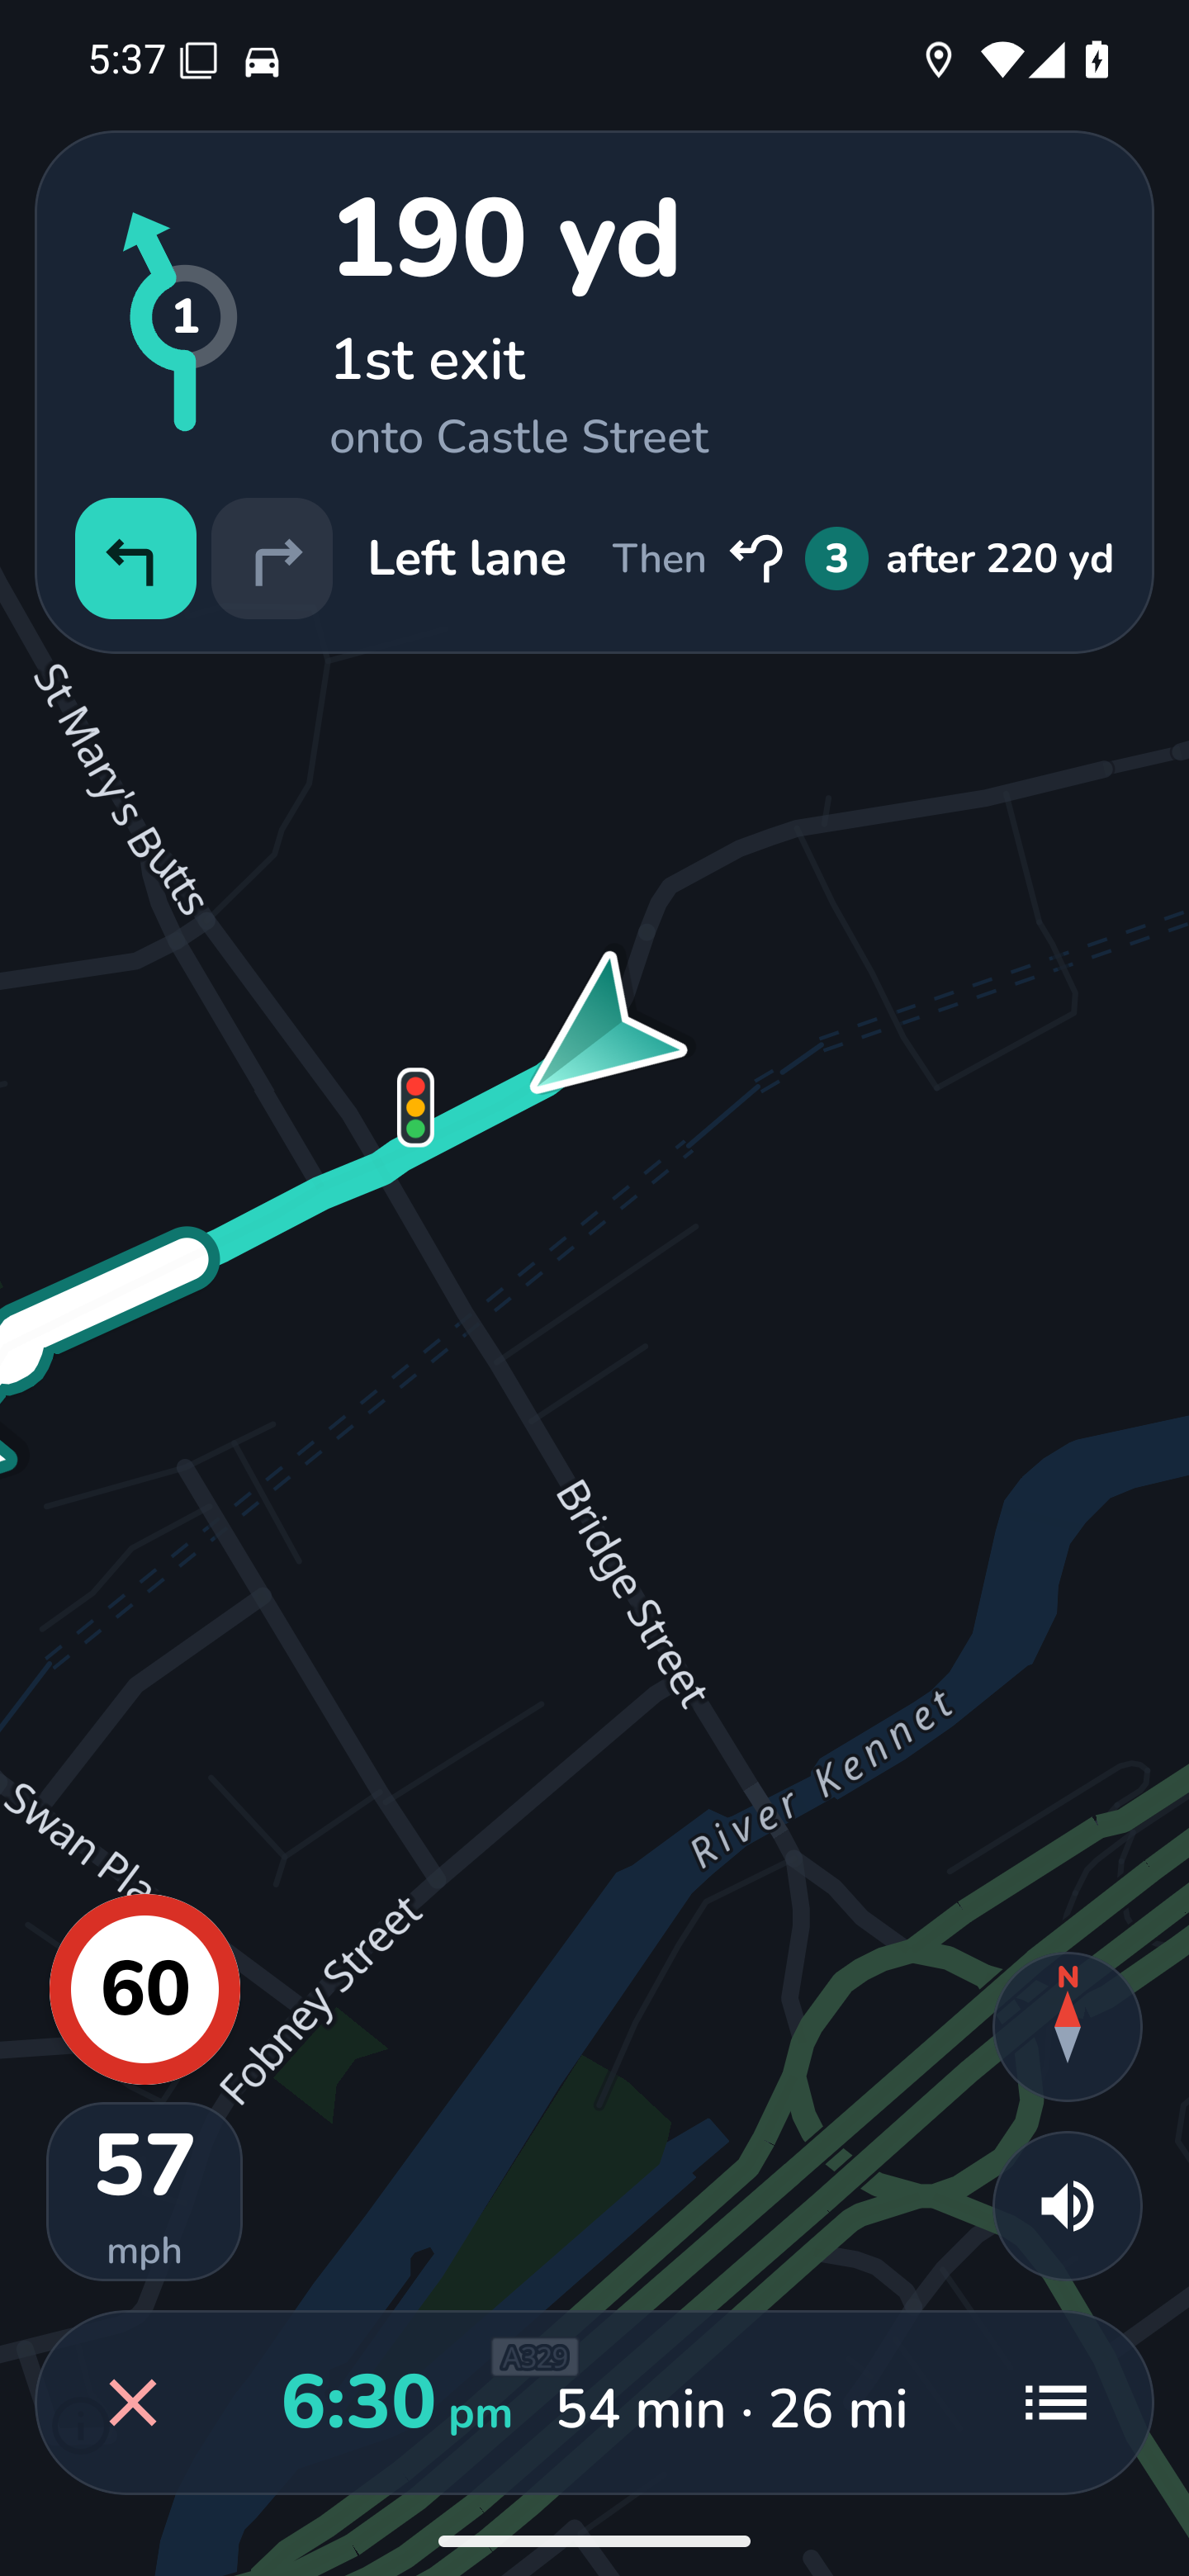 5:37
190 yd
1
1st exit
onto Castle Street
Left lane Then 3 after 220 yd
St Mary's Butts
Bridge Street
River Kennet
Swan Pla
Fobney Street
60
N
57
mph
A329
6:30 pm 54 min · 26 mi